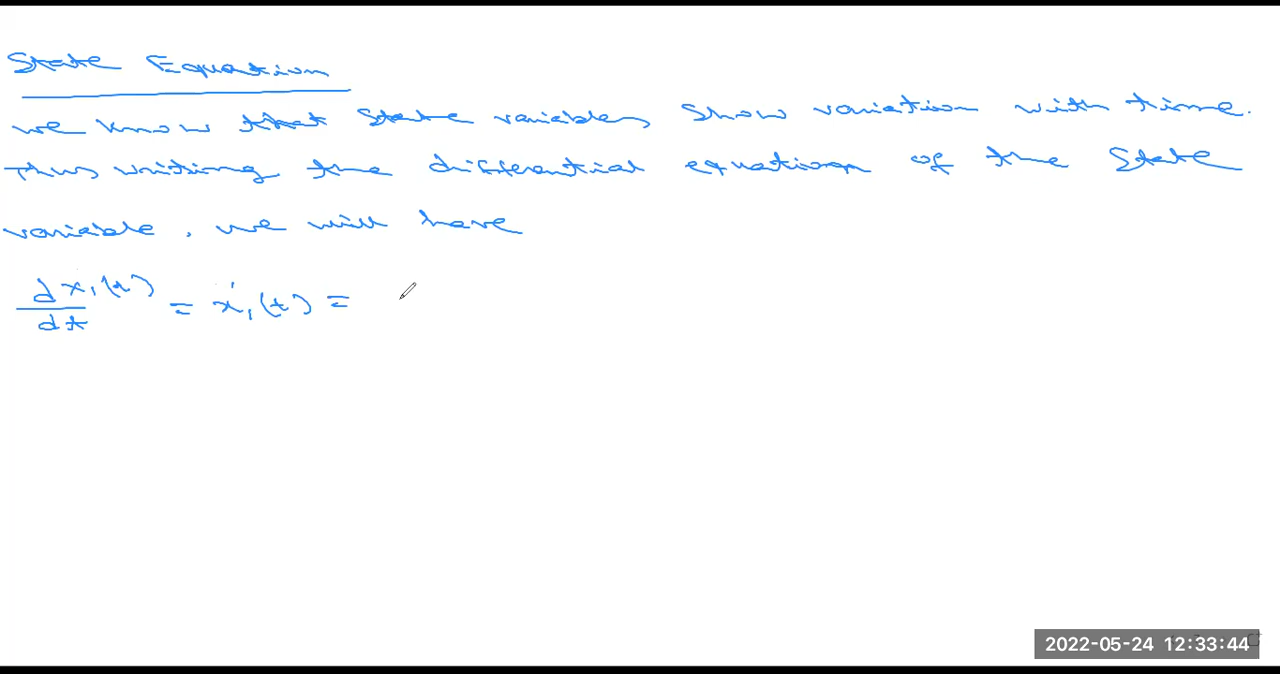 State Equation
we know that state variables show variation with time.
Thus writing the differential equation of the state
variable, we will have
dx₁(t)/dt = ẋ₁(t) =
2022-05-24 12:33:44